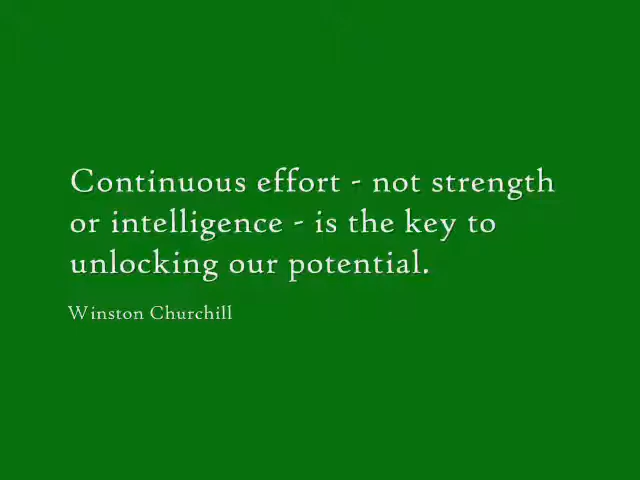 Continuous effort - not strength
or intelligence - is the key to
unlocking our potential.
Winston Churchill